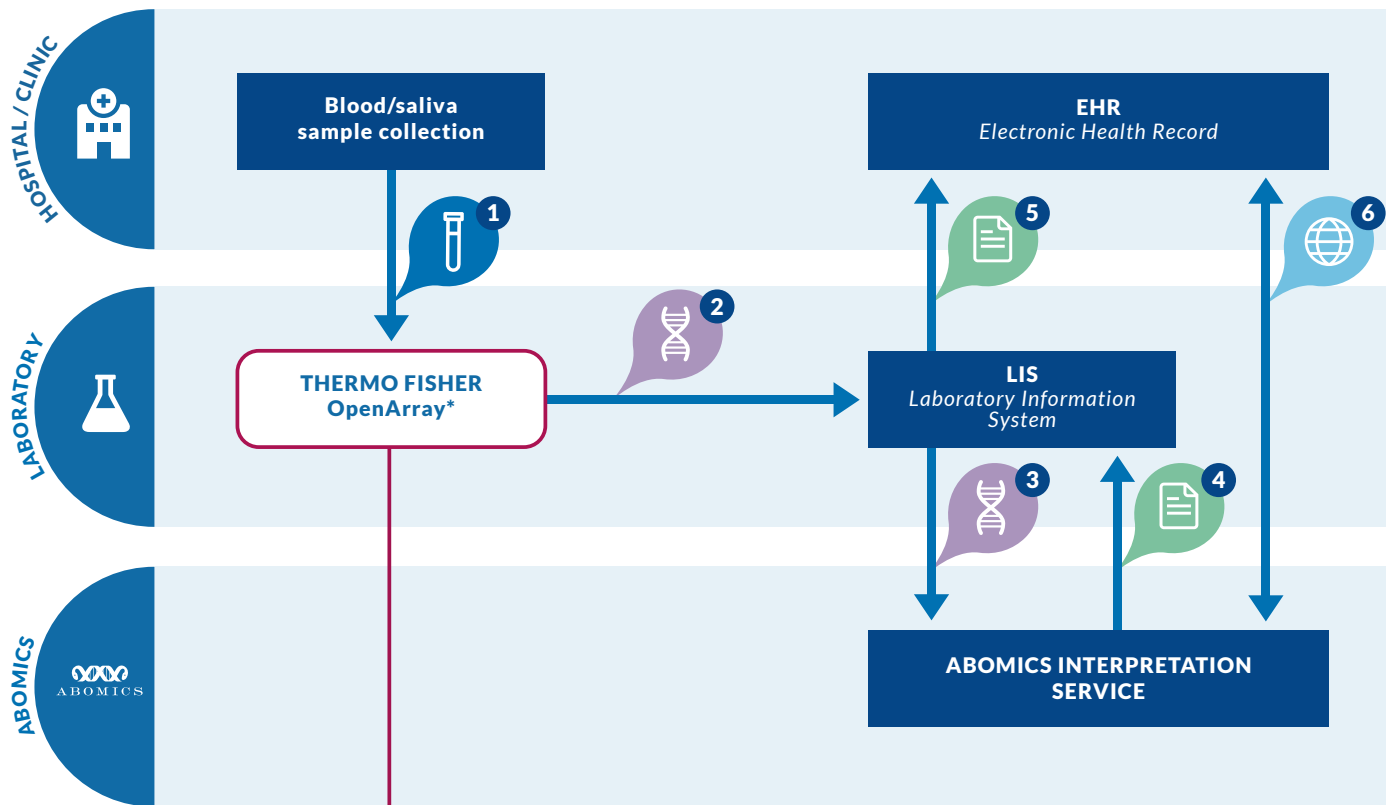 HOSPITAL / CLINIC
Blood/saliva
sample collection
EHR
Electronic Health Record
1
5
6
LABORATORY
2
THERMO FISHER
OpenArray*
LIS
Laboratory Information
System
3
4
ABOMICS
ABOMICS
ABOMICS INTERPRETATION
SERVICE